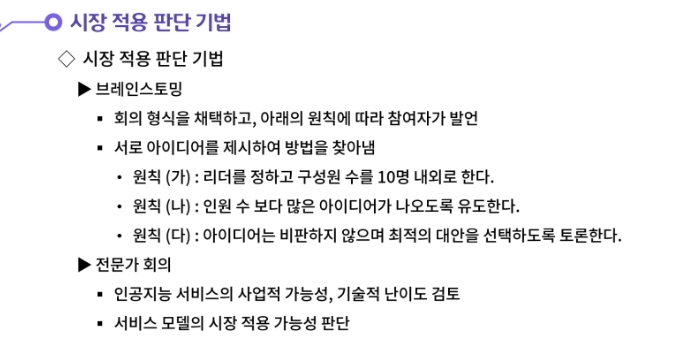 시장 적용 판단 기법
◇ 시장 적용 판단 기법
▶ 브레인스토밍
▪ 회의 형식을 채택하고, 아래의 원칙에 따라 참여자가 발언
▪ 서로 아이디어를 제시하여 방법을 찾아냄
• 원칙 (가) : 리더를 정하고 구성원 수를 10명 내외로 한다.
• 원칙 (나) : 인원 수 보다 많은 아이디어가 나오도록 유도한다.
• 원칙 (다) : 아이디어는 비판하지 않으며 최적의 대안을 선택하도록 토론한다.
▶ 전문가 회의
▪ 인공지능 서비스의 사업적 가능성, 기술적 난이도 검토
▪ 서비스 모델의 시장 적용 가능성 판단